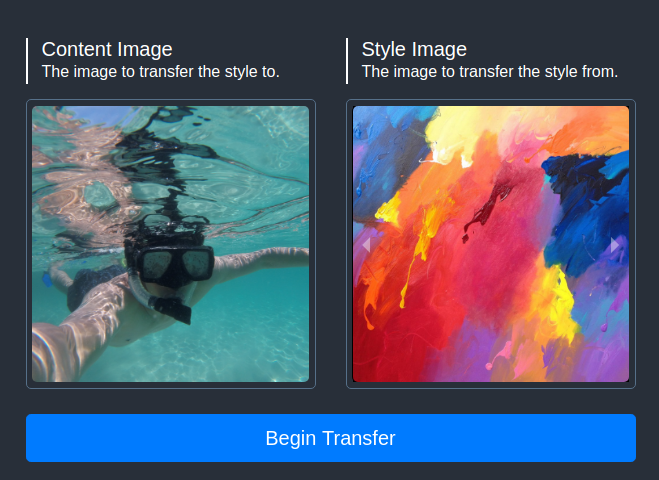 Content Image
The image to transfer the style to.
Style Image
The image to transfer the style from.
Begin Transfer